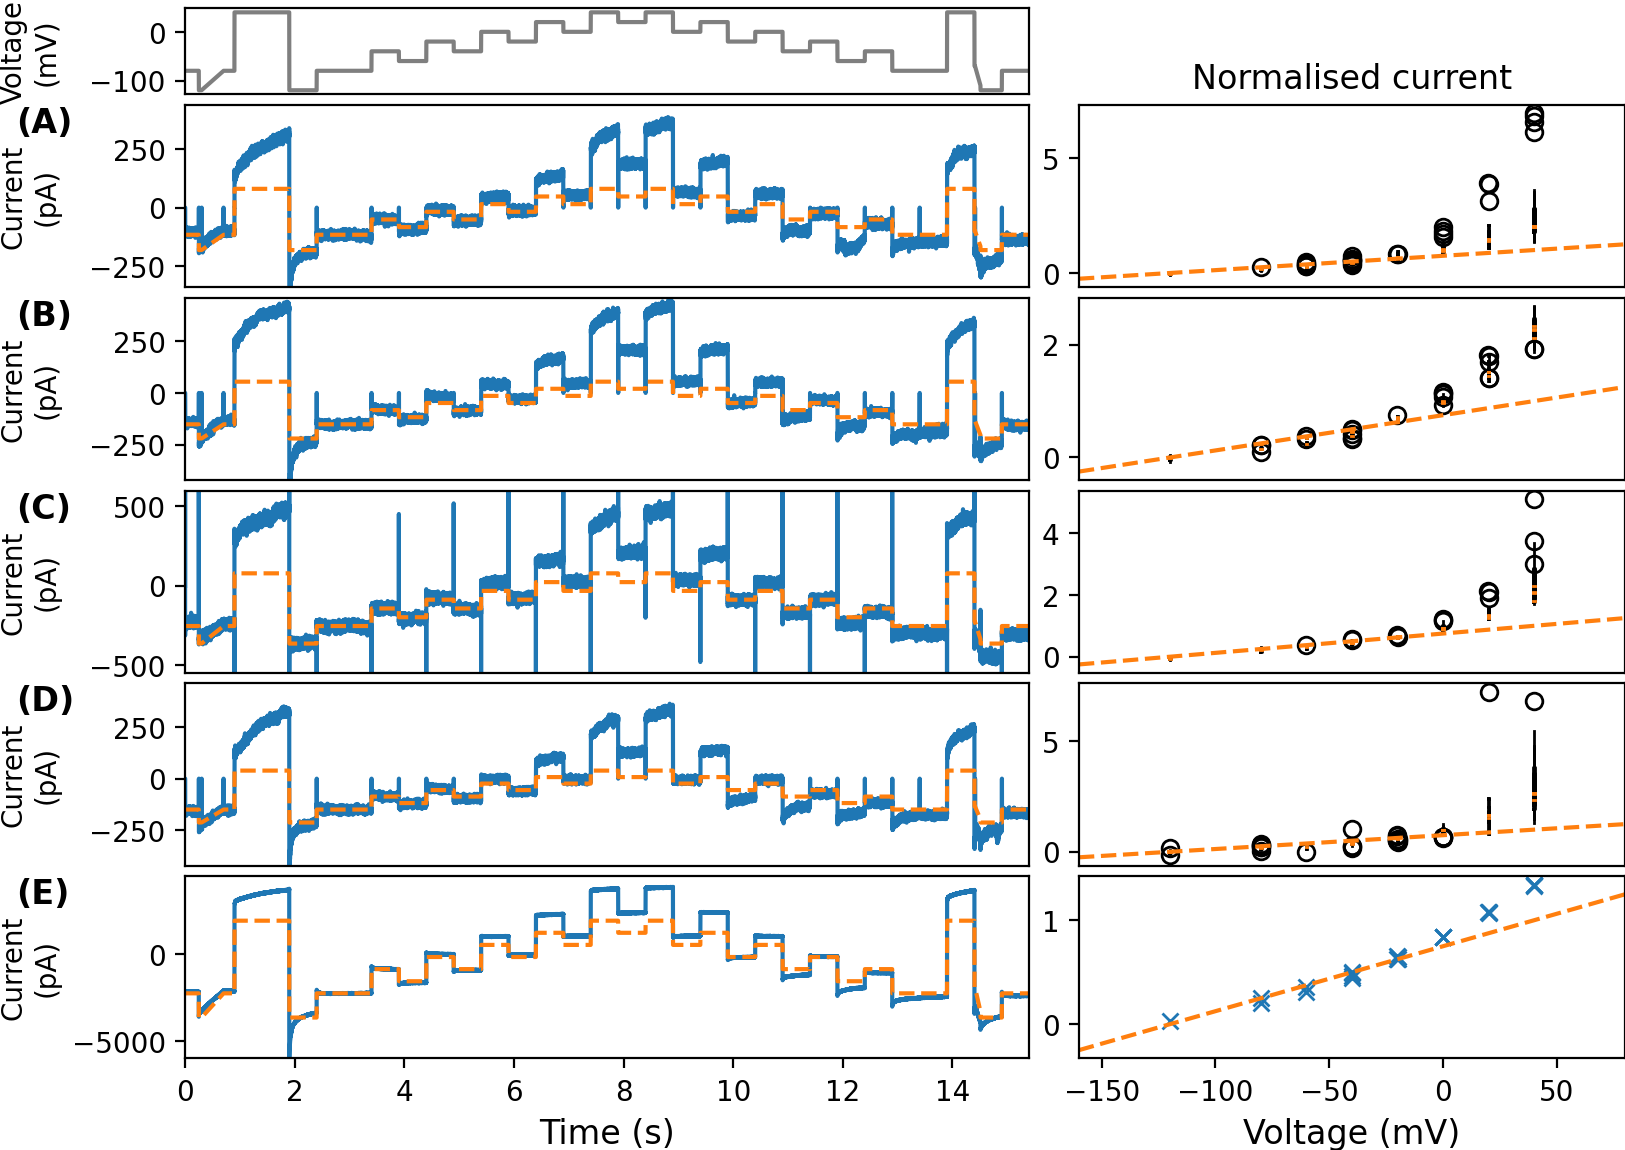 Voltage
(mV)
0
−100
Normalised current
(A)
Current
(pA)
250
0
−250
5
0
(B)
Current
(pA)
250
0
−250
2
0
(C)
Current
(pA)
500
0
−500
4
2
0
(D)
Current
(pA)
250
0
−250
5
0
(E)
Current
(pA)
0
−5000
1
0
0 2 4 6 8 10 12 14
−150 −100 −50 0 50
Time (s)
Voltage (mV)